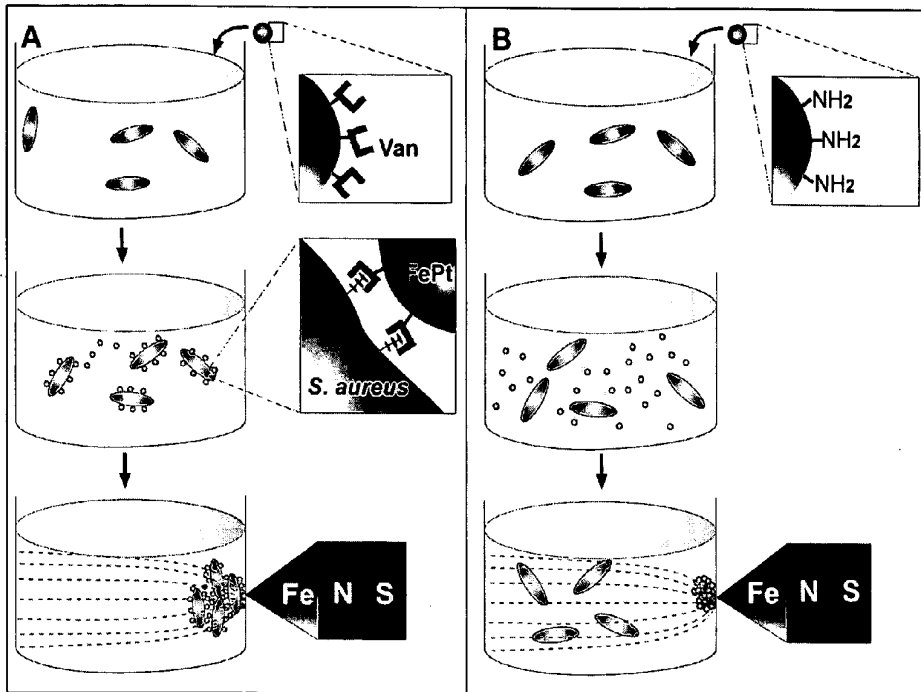 A
Van
FePt
S. aureus
Fe N S
B
NH2
NH2
NH2
Fe N S